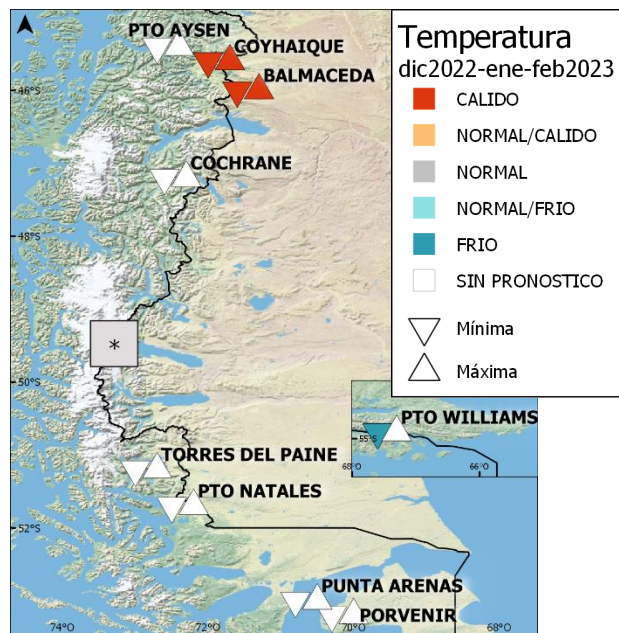 Temperatura
dic2022-ene-feb2023
CALIDO
NORMAL/CALIDO
NORMAL
NORMAL/FRIO
FRIO
SIN PRONOSTICO
Mínima
Máxima
PTO AYSEN
COYHAIQUE
BALMACEDA
46°S
COCHRANE
48°S
*
50°S
PTO WILLIAMS
55°S
68°O
66°O
TORRES DEL PAINE
PTO NATALES
52°S
PUNTA ARENAS
PORVENIR
74°O
72°O
70°O
68°O